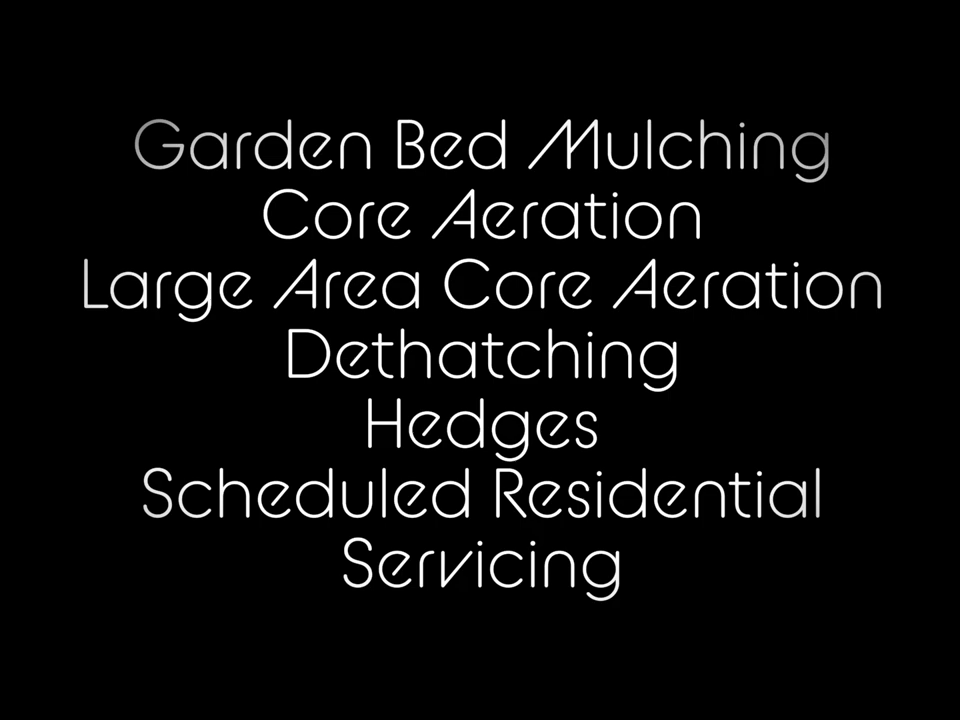 Garden Bed Mulching
Core Aeration
Large Area Core Aeration
Dethatching
Hedges
Scheduled Residential
Servicing